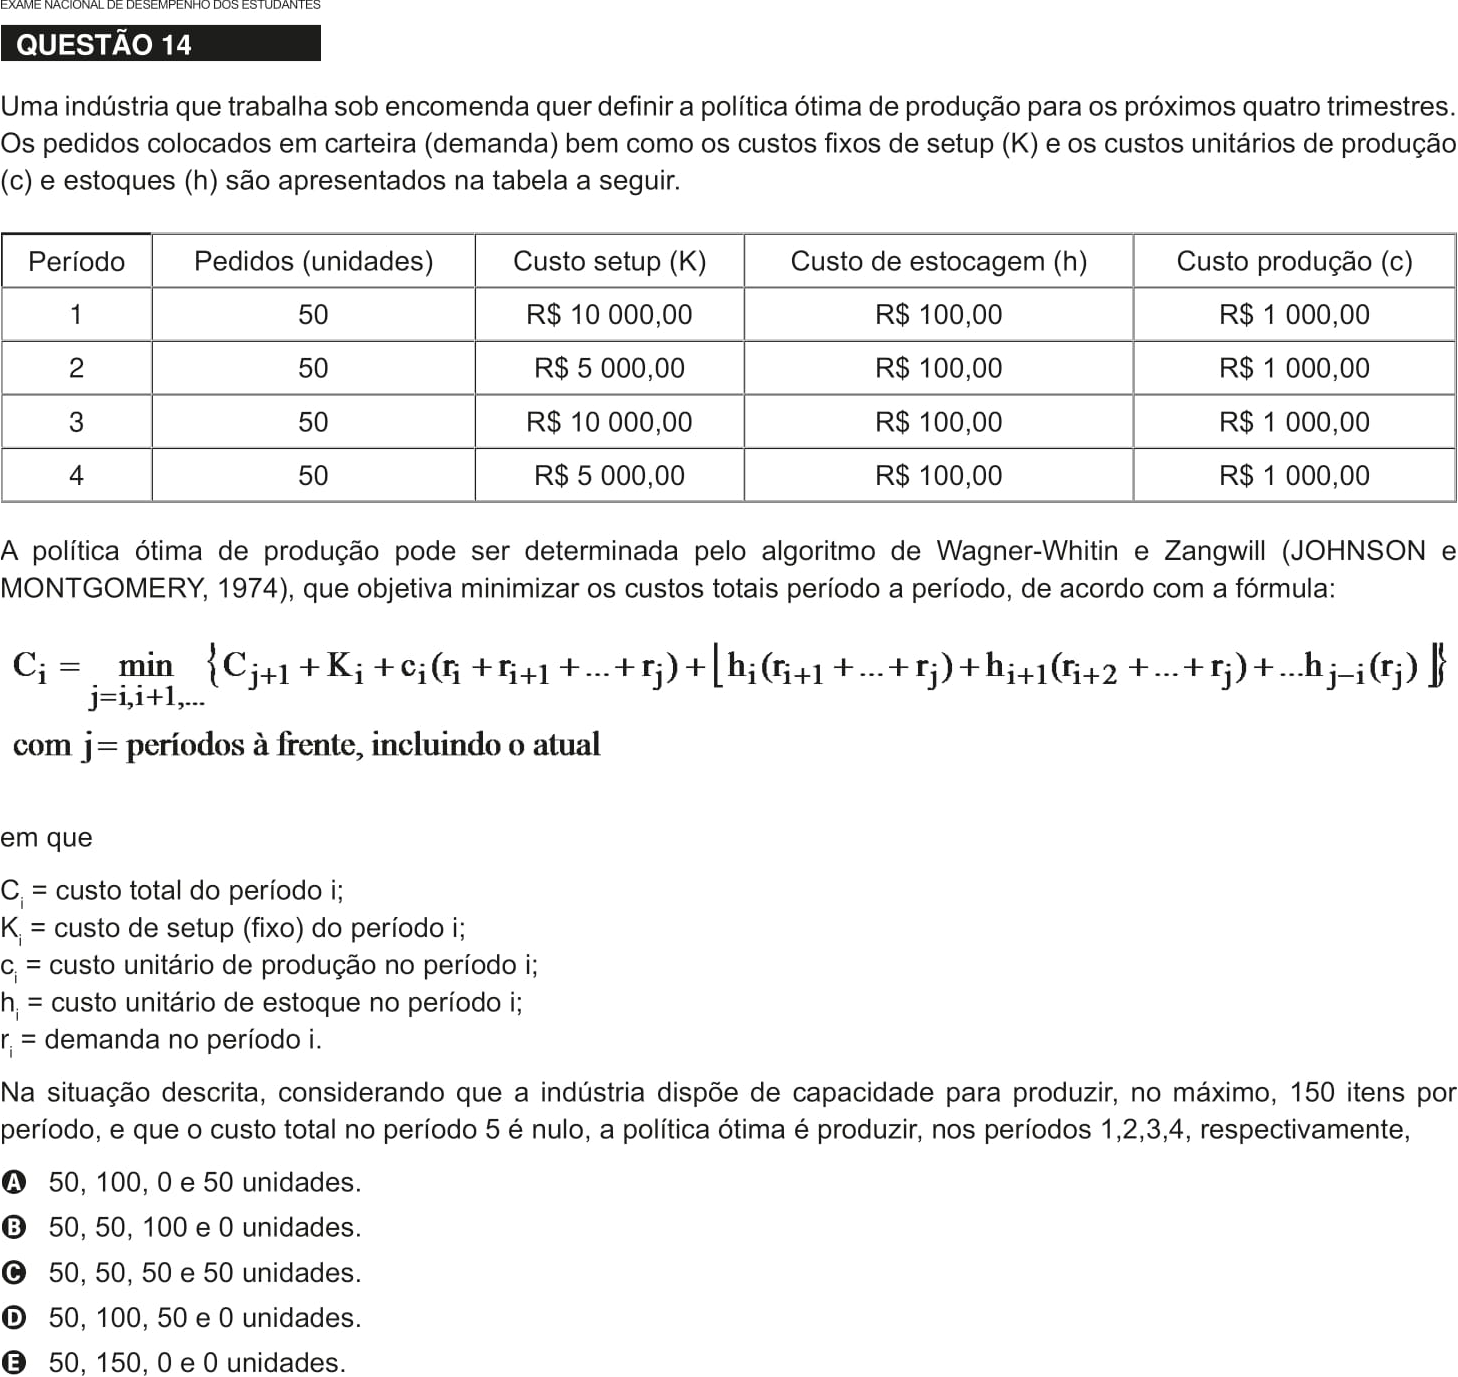 EXAME NACIONAL DE DESEMPENHO DOS ESTUDANTES
QUESTÃO 14
Uma indústria que trabalha sob encomenda quer definir a política ótima de produção para os próximos quatro trimestres.
Os pedidos colocados em carteira (demanda) bem como os custos fixos de setup (K) e os custos unitários de produção
(c) e estoques (h) são apresentados na tabela a seguir.
Período Pedidos (unidades) Custo setup (K) Custo de estocagem (h) Custo produção (c)
1 50 R$ 10 000,00 R$ 100,00 R$ 1 000,00
2 50 R$ 5 000,00 R$ 100,00 R$ 1 000,00
3 50 R$ 10 000,00 R$ 100,00 R$ 1 000,00
4 50 R$ 5 000,00 R$ 100,00 R$ 1 000,00
A política ótima de produção pode ser determinada pelo algoritmo de Wagner-Whitin e Zangwill (JOHNSON e
MONTGOMERY, 1974), que objetiva minimizar os custos totais período a período, de acordo com a fórmula:
C_i = min {C_{j+1} + K_i + c_i(r_i + r_{i+1} + ... + r_j) + ⌊h_i(r_{i+1} + ... + r_j) + h_{i+1}(r_{i+2} + ... + r_j) + ...h_{j−i}(r_j)⌋}
j=i,i+1,...
com j= períodos à frente, incluindo o atual
em que
C_i = custo total do período i;
K_i = custo de setup (fixo) do período i;
c_i = custo unitário de produção no período i;
h_i = custo unitário de estoque no período i;
r_i = demanda no período i.
Na situação descrita, considerando que a indústria dispõe de capacidade para produzir, no máximo, 150 itens por
período, e que o custo total no período 5 é nulo, a política ótima é produzir, nos períodos 1,2,3,4, respectivamente,
A 50, 100, 0 e 50 unidades.
B 50, 50, 100 e 0 unidades.
C 50, 50, 50 e 50 unidades.
D 50, 100, 50 e 0 unidades.
E 50, 150, 0 e 0 unidades.